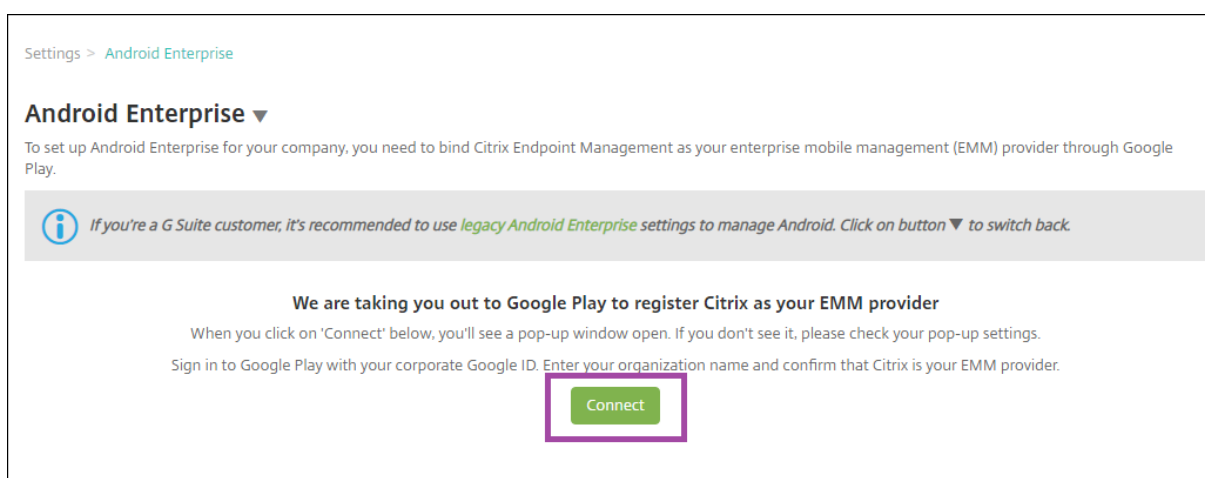 Settings > Android Enterprise
Android Enterprise ▼
To set up Android Enterprise for your company, you need to bind Citrix Endpoint Management as your enterprise mobile management (EMM) provider through Google
Play.
If you're a G Suite customer, it's recommended to use legacy Android Enterprise settings to manage Android. Click on button ▼ to switch back.
We are taking you out to Google Play to register Citrix as your EMM provider
When you click on 'Connect' below, you'll see a pop-up window open. If you don't see it, please check your pop-up settings.
Sign in to Google Play with your corporate Google ID. Enter your organization name and confirm that Citrix is your EMM provider.
Connect